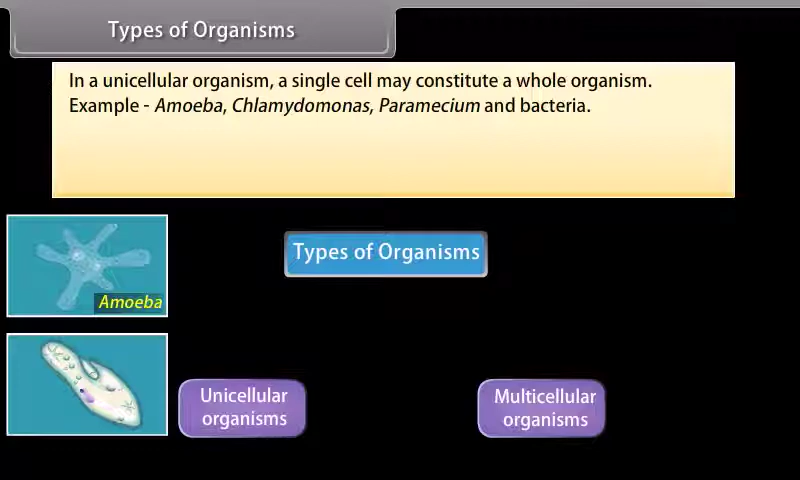 Types of Organisms
In a unicellular organism, a single cell may constitute a whole organism.
Example - Amoeba, Chlamydomonas, Paramecium and bacteria.
Types of Organisms
Amoeba
Unicellular
organisms
Multicellular
organisms